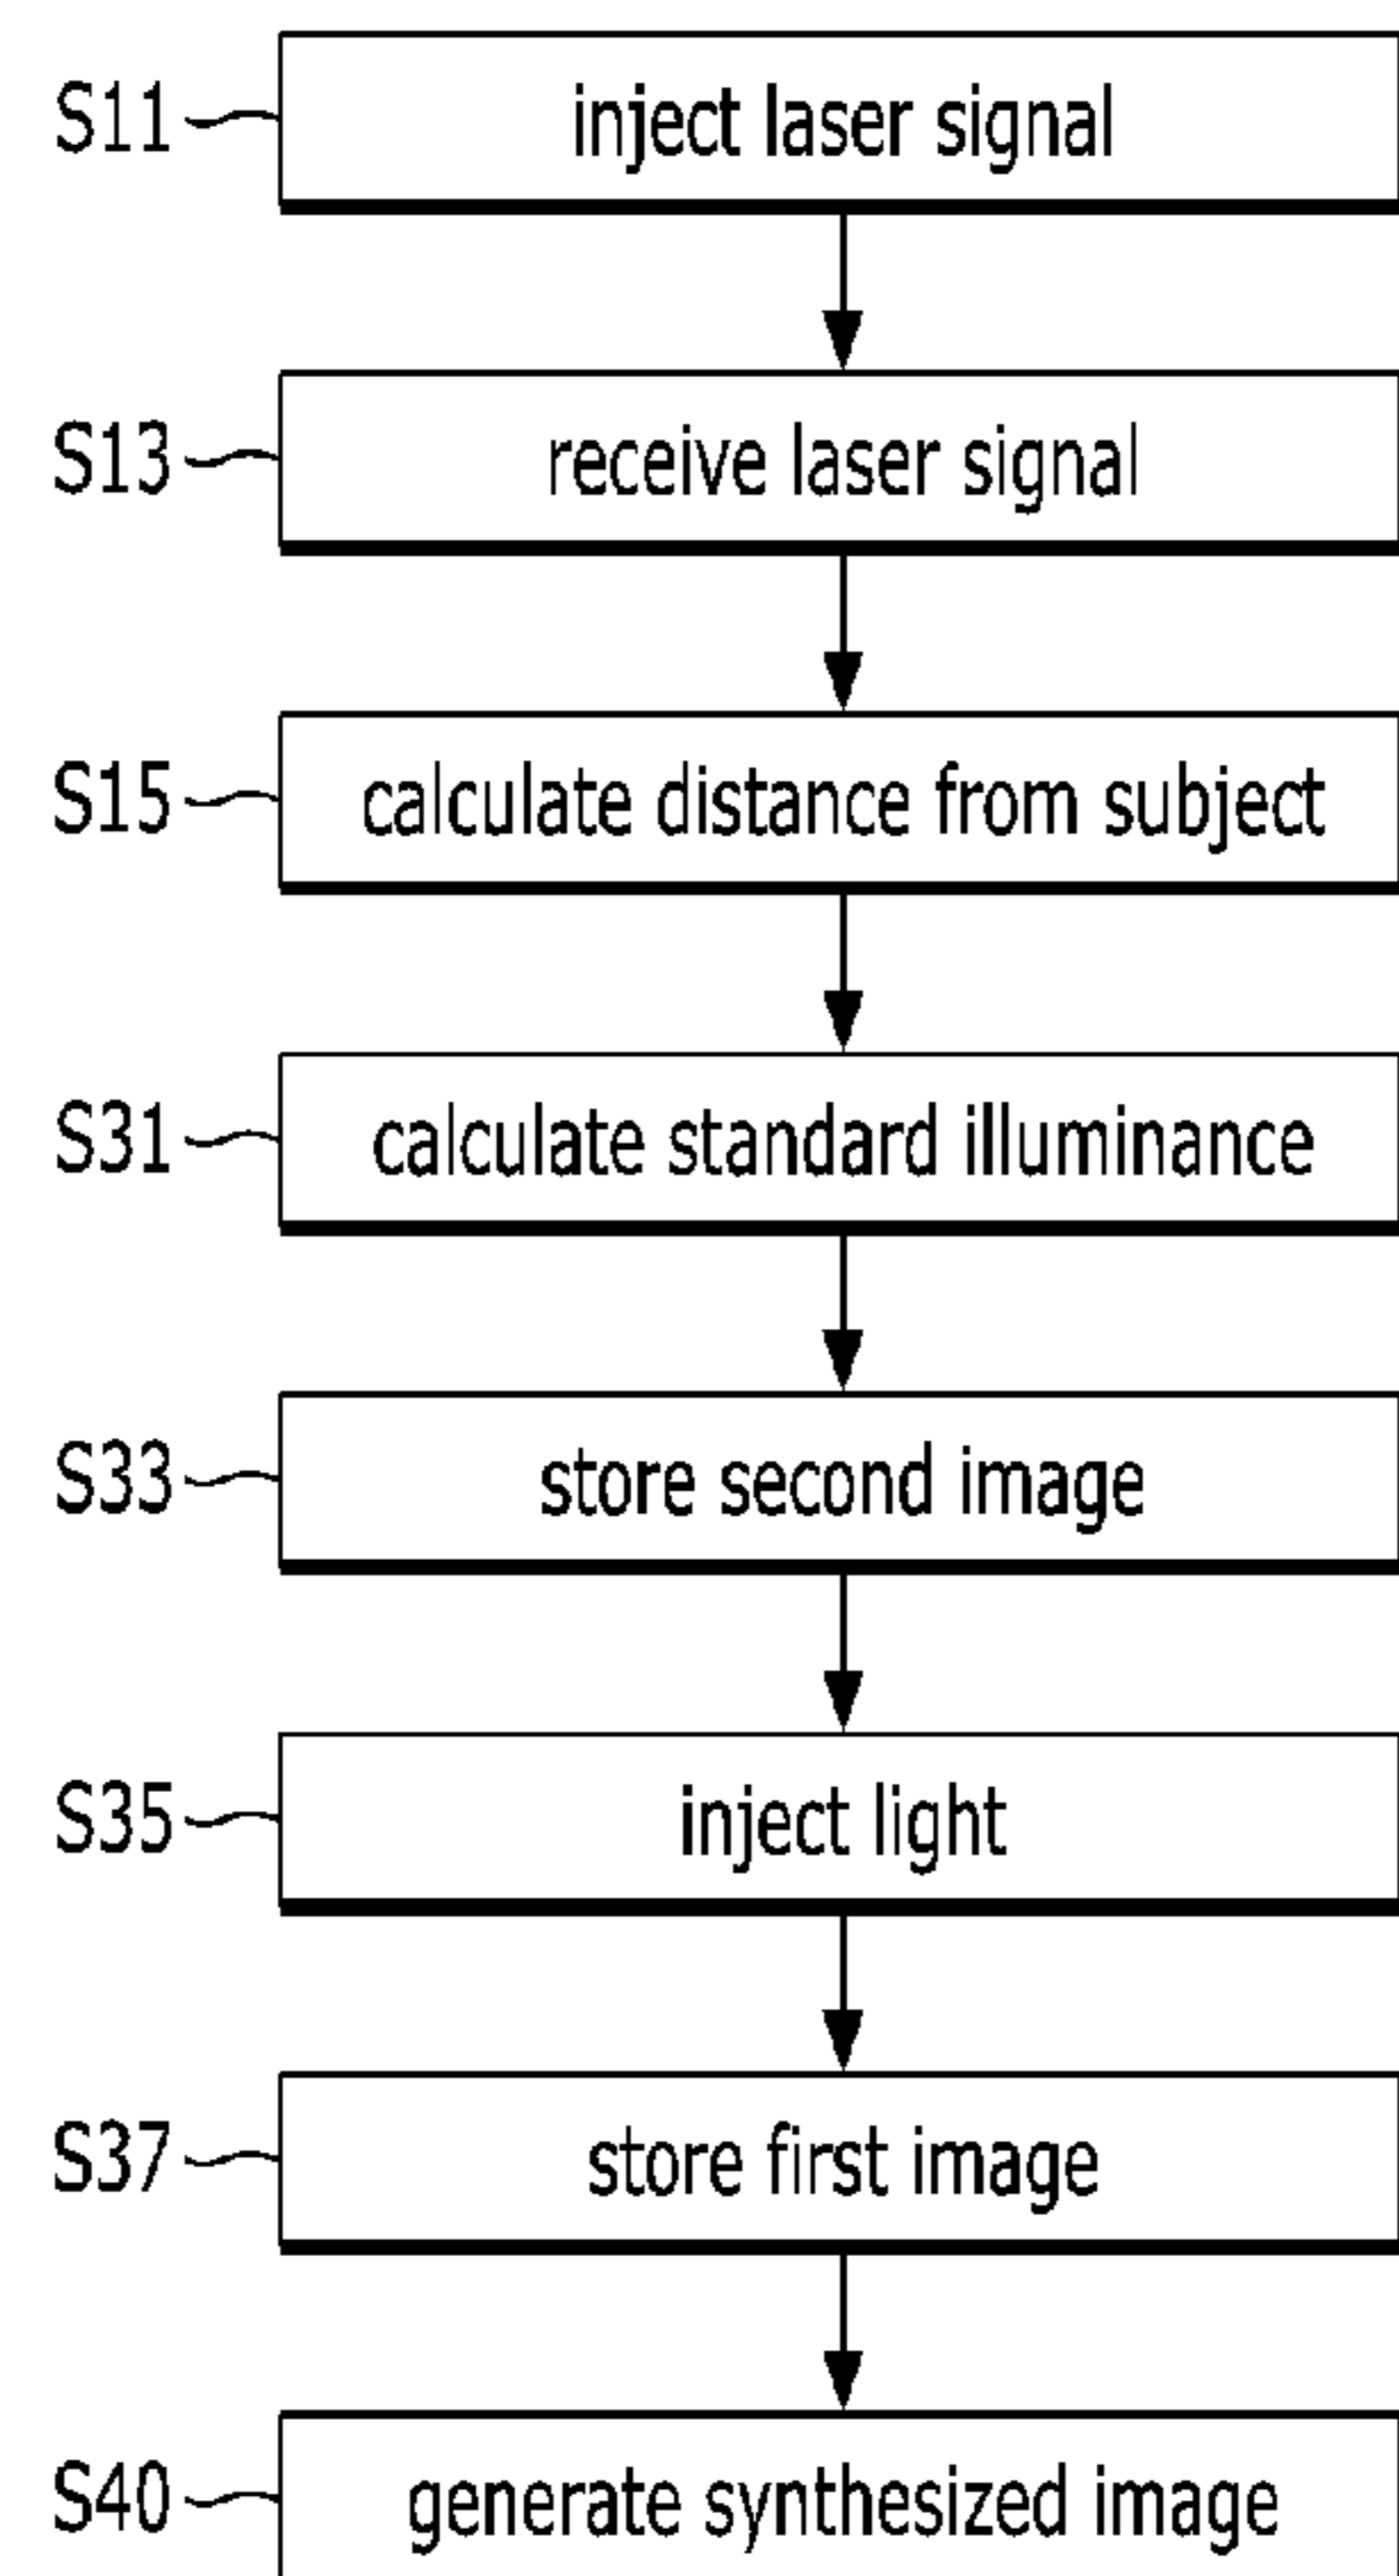 S11 inject laser signal
S13 receive laser signal
S15 calculate distance from subject
S31 calculate standard illuminance
S33 store second image
S35 inject light
S37 store first image
S40 generate synthesized image